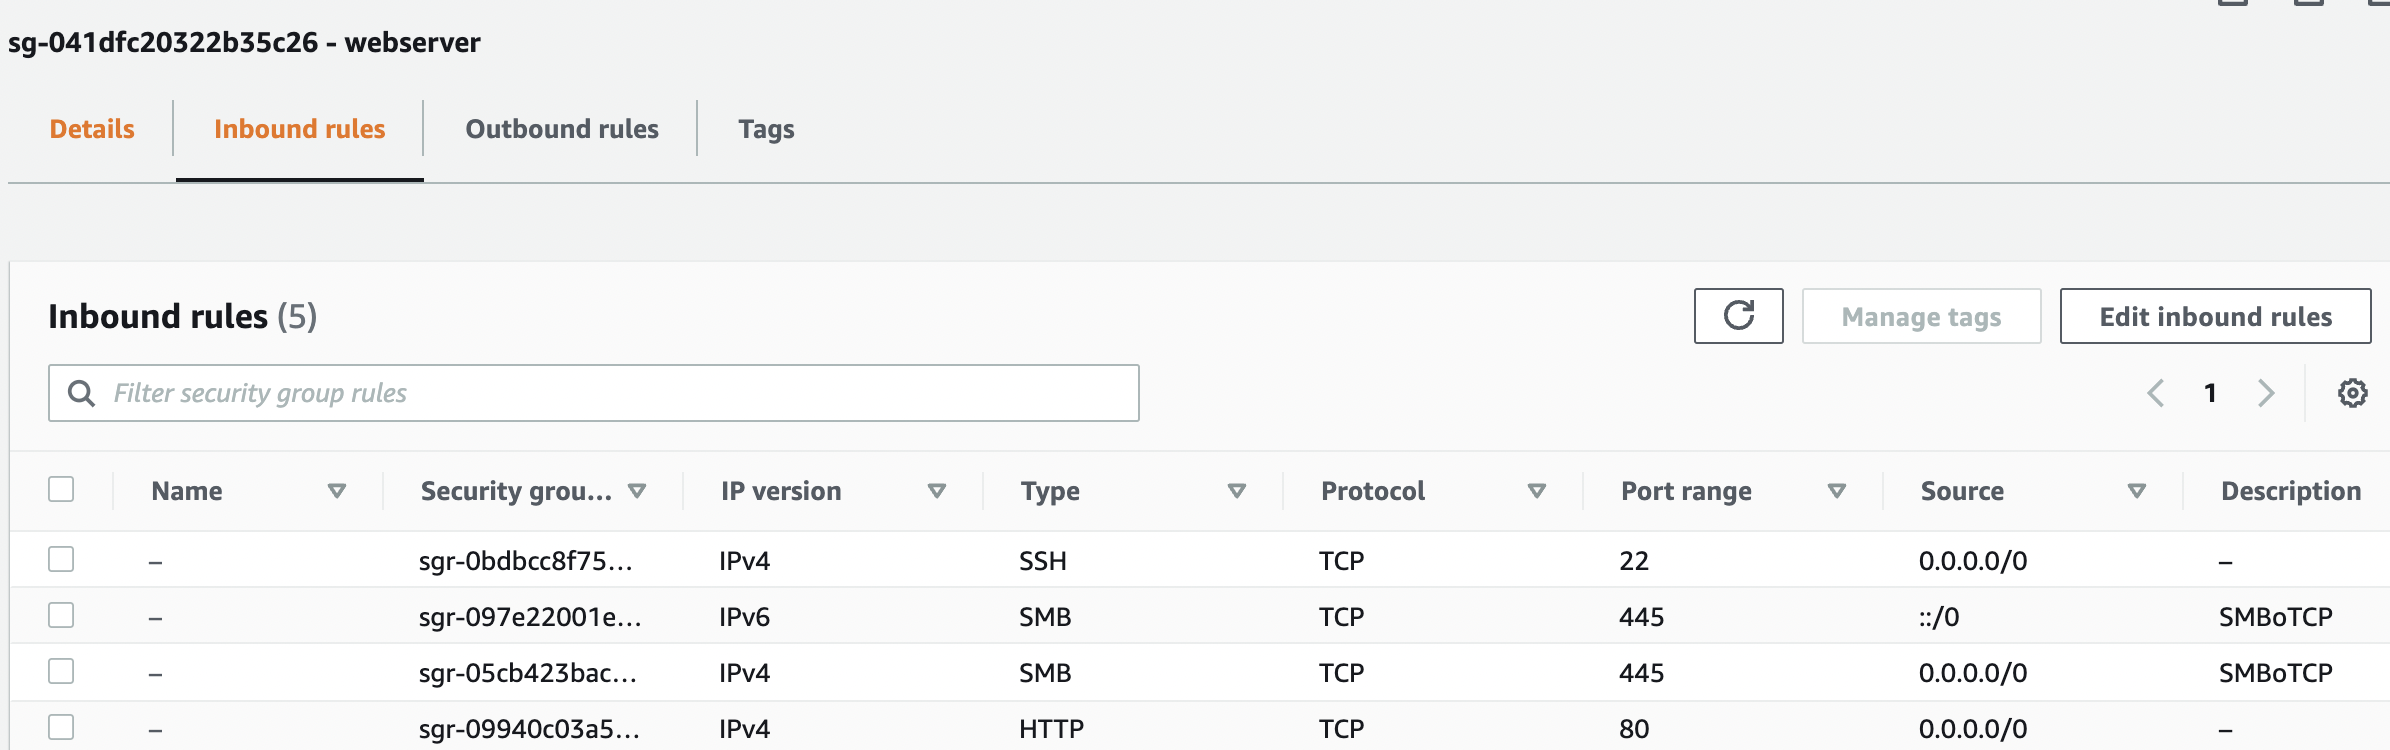 sg-041dfc20322b35c26 - webserver
Details Inbound rules Outbound rules Tags
Inbound rules (5) Manage tags Edit inbound rules
Filter security group rules 1
Name Security grou... IP version Type Protocol Port range Source Description
– sgr-0bdbcc8f75... IPv4 SSH TCP 22 0.0.0.0/0 –
– sgr-097e22001e... IPv6 SMB TCP 445 ::/0 SMBoTCP
– sgr-05cb423bac... IPv4 SMB TCP 445 0.0.0.0/0 SMBoTCP
– sgr-09940c03a5... IPv4 HTTP TCP 80 0.0.0.0/0 –